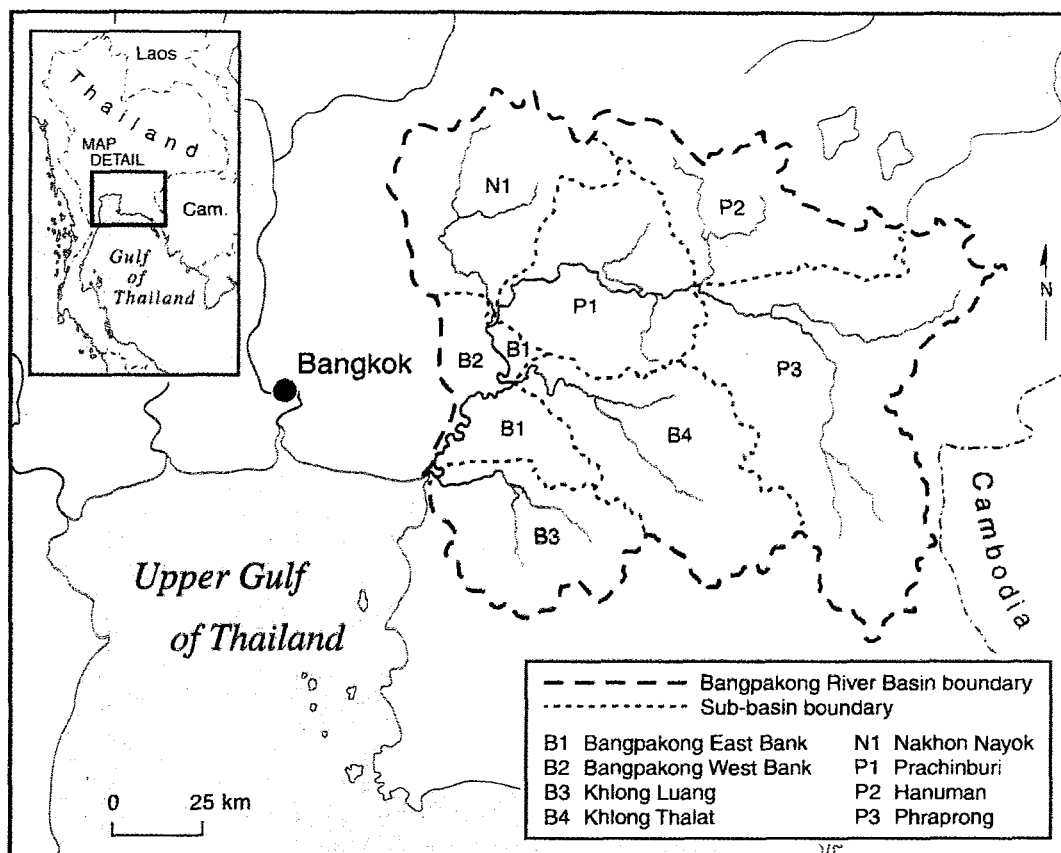 Laos
Thailand
MAP
DETAIL
Cam.
Gulf
of
Thailand
N1
P2
N
P1
B1
B2
Bangkok
P3
B1
B4
B3
Cambodia
Upper Gulf
of Thailand
0 25 km
Bangpakong River Basin boundary
Sub-basin boundary
B1 Bangpakong East Bank N1 Nakhon Nayok
B2 Bangpakong West Bank P1 Prachinburi
B3 Khlong Luang P2 Hanuman
B4 Khlong Thalat P3 Phraprong